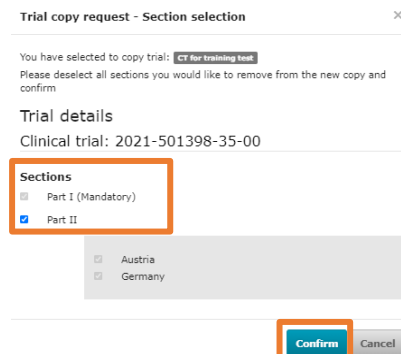 Trial copy request - Section selection
You have selected to copy trial: CT for training test
Please deselect all sections you would like to remove from the new copy and
confirm
Trial details
Clinical trial: 2021-501398-35-00
Sections
Part I (Mandatory)
Part II
Austria
Germany
Confirm Cancel